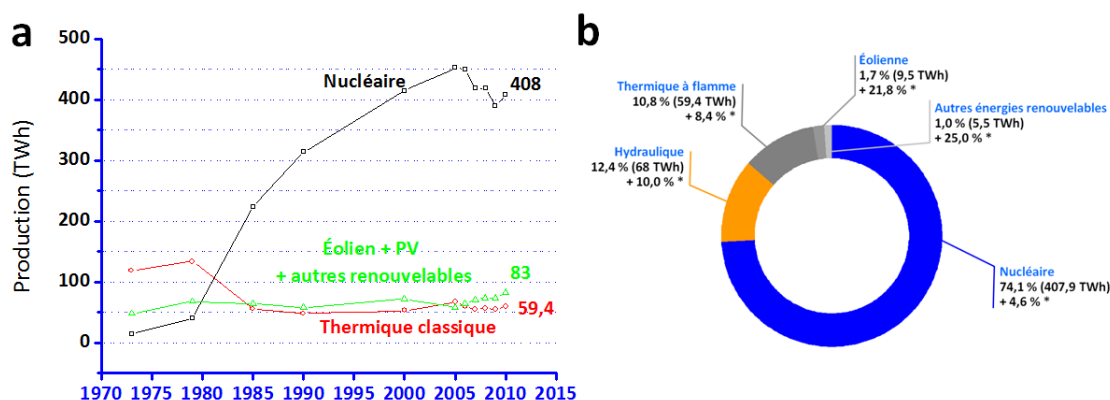 a
Production (TWh)
500
400
300
200
100
0
1970 1975 1980 1985 1990 1995 2000 2005 2010 2015
Nucléaire
408
Éolien + PV
+ autres renouvelables
83
Thermique classique
59,4
b
Éolienne
1,7 % (9,5 TWh)
+ 21,8 % *
Thermique à flamme
10,8 % (59,4 TWh)
+ 8,4 % *
Autres énergies renouvelables
1,0 % (5,5 TWh)
+ 25,0 % *
Hydraulique
12,4 % (68 TWh)
+ 10,0 % *
Nucléaire
74,1 % (407,9 TWh)
+ 4,6 % *